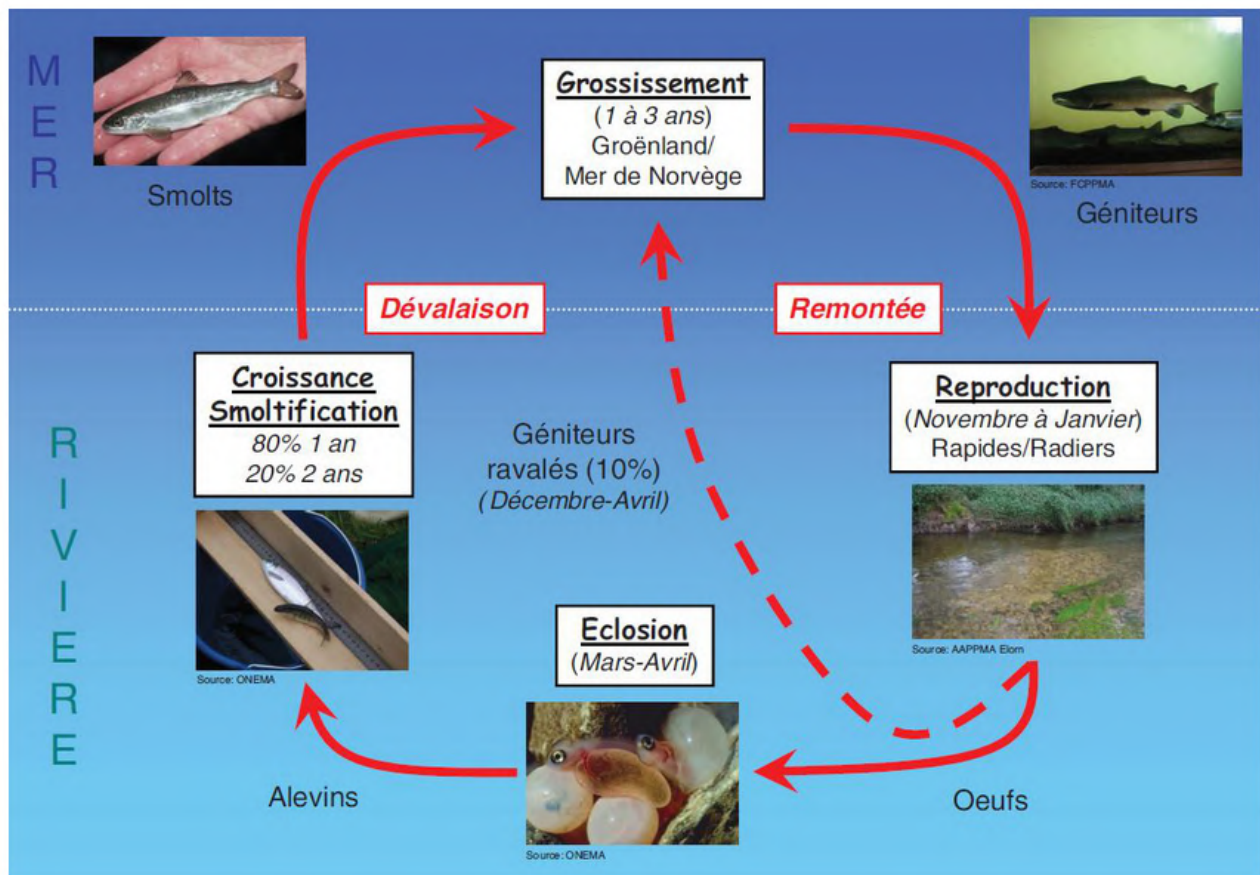 MER
Smolts
Grossissement
(1 à 3 ans)
Groënland/
Mer de Norvège
Source: FCPPMA
Géniteurs
Dévalaison
Remontée
RIVIERE
Croissance
Smoltification
80% 1 an
20% 2 ans
Source: ONEMA
Géniteurs
ravalés (10%)
(Décembre-Avril)
Reproduction
(Novembre à Janvier)
Rapides/Radiers
Source: AAPPMA Elorn
Eclosion
(Mars-Avril)
Source: ONEMA
Alevins
Oeufs